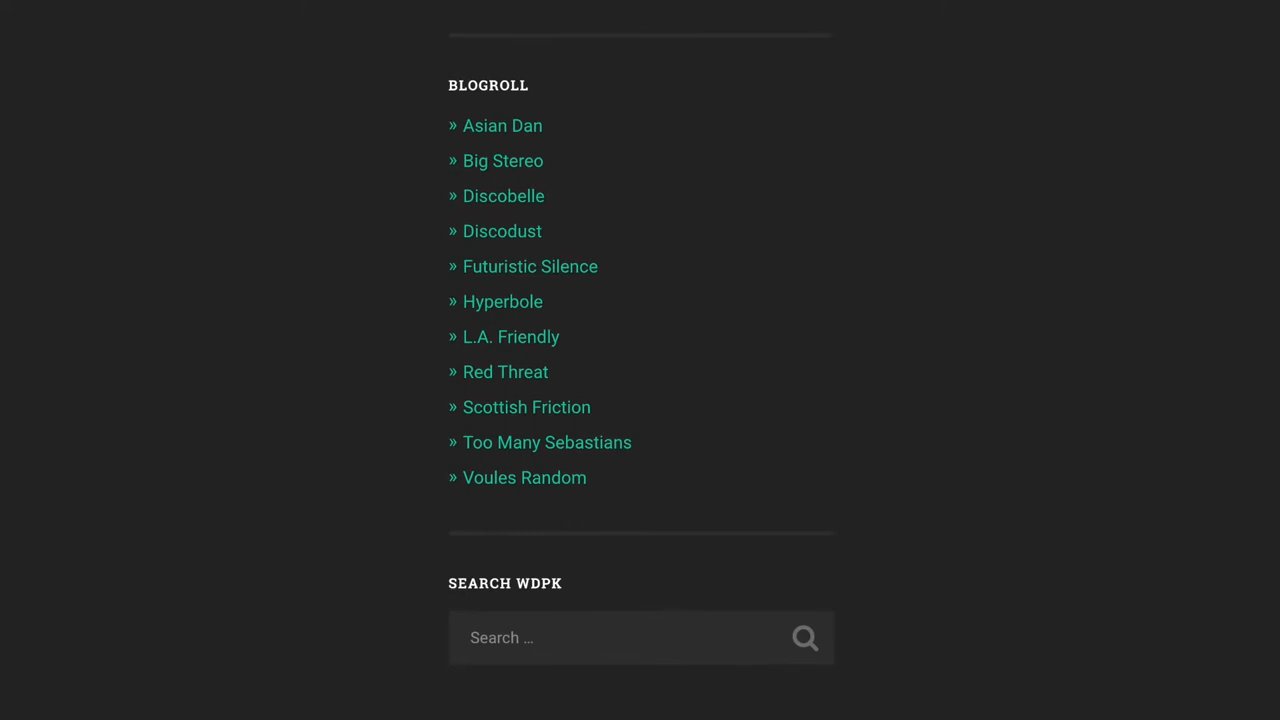 BLOGROLL
» Asian Dan
» Big Stereo
» Discobelle
» Discodust
» Futuristic Silence
» Hyperbole
» L.A. Friendly
» Red Threat
» Scottish Friction
» Too Many Sebastians
» Voules Random
SEARCH WDPK
Search ...